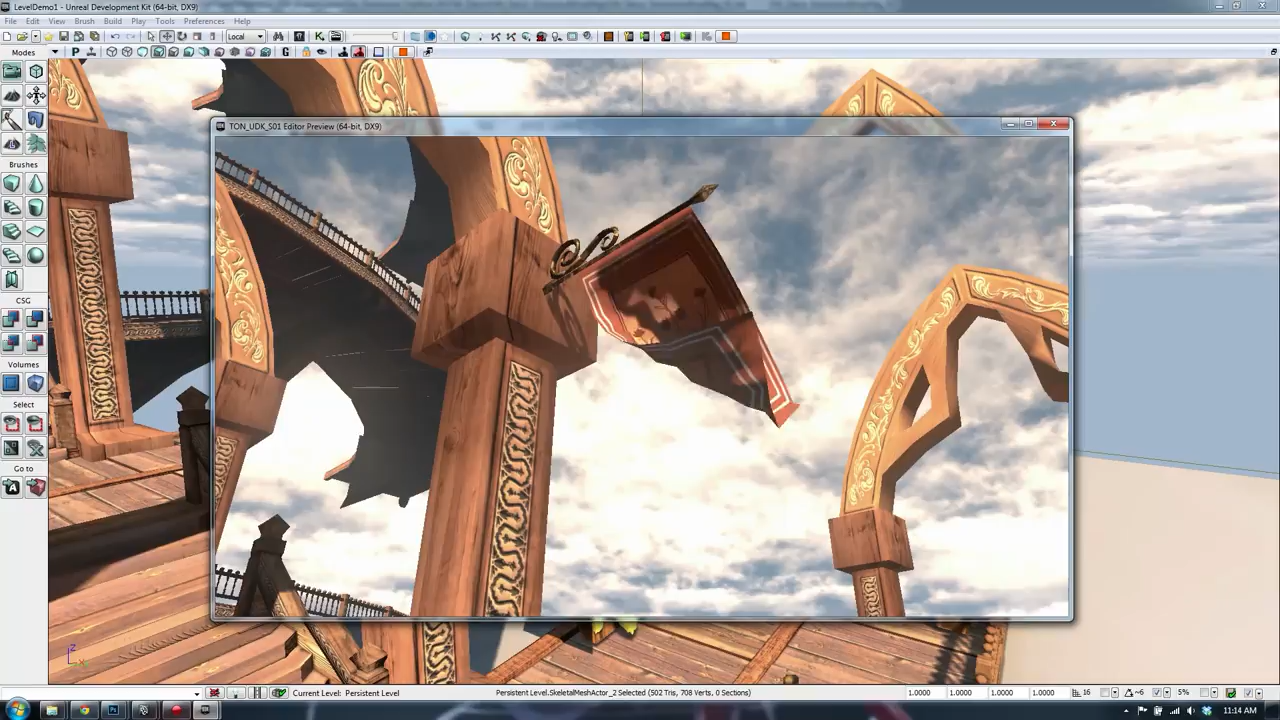 LevelDemo1 - Unreal Development Kit (64-bit, DX9)
File Edit View Brush Build Play Tools Preferences Help
Local
Modes
P
G
TON_UDK_S01 Editor Preview (64-bit, DX9)
Brushes
CSG
Volumes
Select
Go to
Z
Current Level: Persistent Level
Persistent Level.SkeletalMeshActor_2 Selected (502 Tris, 708 Verts, 0 Sections)
1.0000 1.0000 1.0000 1.0000 16 ~6 5%
11:14 AM